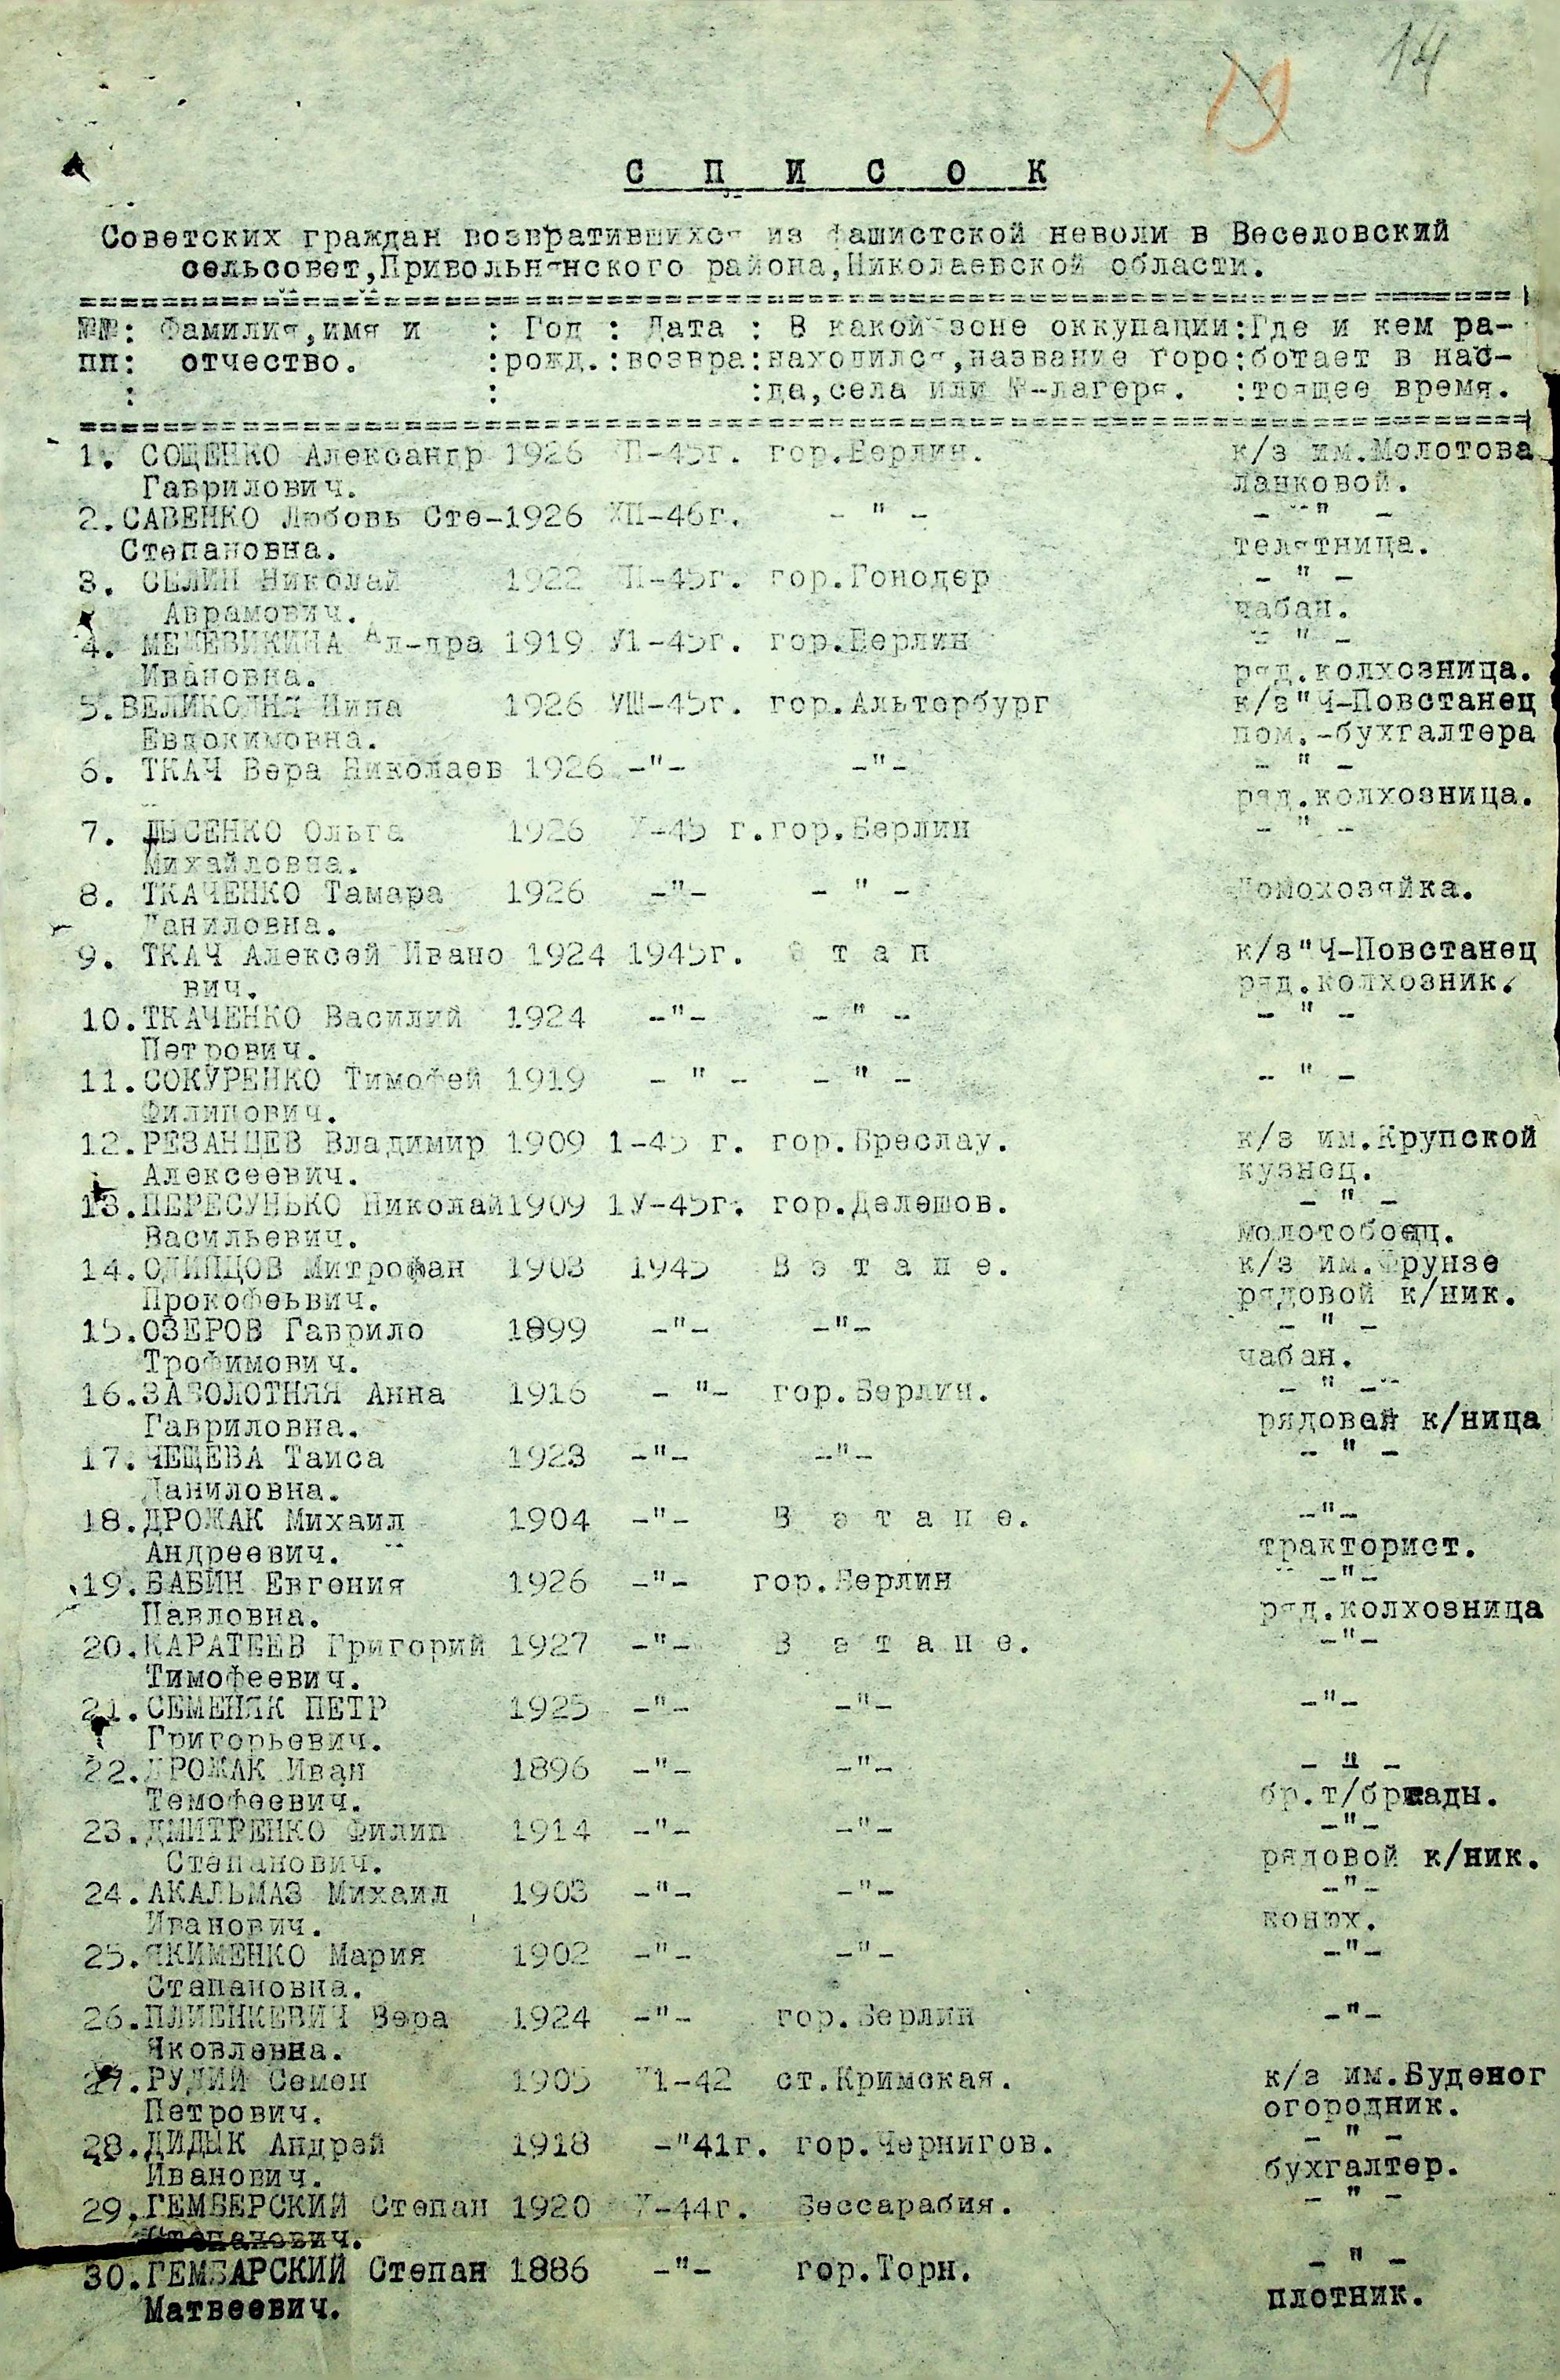 14
С П И С О К
Советских граждан возвратившихся из фашистской неволи в Веселовский
сельсовет,Привольнянского района,Николаевской области.
№№: Фамилия,имя и : Год : Дата : В какой зоне оккупации:Где и кем ра-
пп: отчество. :рожд.:возвра:находился,название горо:ботает в нас-
: : :да,села или №-лагеря. :тоящее время.
1. СОЩЕНКО Александр 1926 УП-45г. гор.Берлин. к/з им.Молотова
Гаврилович. ланковой.
2.САВЕНКО Любовь Сте-1926 ХП-46г. - " - - " -
Степановна. телятница.
3. СЕЛИН Николай 1922 -45г. гор.Гонодер - " -
Аврамович. чабан.
4. МЕЩЕВИКИНА Ал-дра 1919 У1-45г. гор.Берлин - " -
Ивановна. ряд.колхозница.
5.ВЕЛИКОДНЯ Нина 1926 УШ-45г. гор.Альтербург к/з"Ч-Повстанец
Евдокимовна. пом.-бухгалтера
6. ТКАЧ Вера Николаев 1926 -"- -"- - " -
ряд.колхозница.
7. ЛЫСЕНКО Ольга 1926 У-45 г.гор.Берлин - " -
Михайловна.
8. ТКАЧЕНКО Тамара 1926 -"- - " - Домохозяйка.
Даниловна.
9. ТКАЧ Алексей Ивано 1924 1945г. Э т а п к/з"Ч-Повстанец
вич. ряд.колхозник.
10.ТКАЧЕНКО Василий 1924 -"- - " - - " -
Петрович.
11.СОКУРЕНКО Тимофей 1919 - " - - " - - " -
Филипович.
12.РЕЗАНЦЕВ Владимир 1909 1-45 г. гор.Бреслау. к/з им.Крупской
Алексеевич. кузнец.
13.ПЕРЕСУНЬКО Николай1909 1У-45г. гор.Делешов. - " -
Васильевич. молотобоец.
14.ОДИНЦОВ Митрофан 1903 1945 В э т а п е. к/з им.Фрунзе
Прокофеьвич. рядовой к/ник.
15.ОЗЕРОВ Гаврило 1899 -"- -"- - " -
Трофимович. чабан.
16.ЗАБОЛОТНЯЯ Анна 1916 - "- гор.Берлин. - " -
Гавриловна. рядовая к/ница
17.ЧЕЩЕВА Таиса 1923 -"- -"- - " -
Даниловна.
18.ДРОЖАК Михаил 1904 -"- В э т а п е. -"-
Андреевич. тракторист.
19.БАБИН Евгения 1926 -"- гор.Берлин -"-
Павловна. ряд.колхозница
20.КАРАТЕЕВ Григорий 1927 -"- В э т а п е. -"-
Тимофеевич.
21.СЕМЕНЯК ПЕТР 1925 -"- -"- -"-
Григорьевич.
22.ДРОЖАК Иван 1896 -"- -"- - " -
Темофеевич. бр.т/бригады.
23.ДМИТРЕНКО Филип 1914 -"- -"- -"-
Степанович. рядовой к/ник.
24.АКАЛЬМАЗ Михаил 1903 -"- -"- -"-
Иванович. конюх.
25.ЯКИМЕНКО Мария 1902 -"- -"- -"-
Степановна.
26.ПЛИЕНКЕВИЧ Вера 1924 -"- гор.Берлин -"-
Яковлевна.
27.РУДИЙ Семен 1905 У1-42 ст.Кримская. к/з им.Буденог
Петрович. огородник.
28.ДИДЫК Андрей 1918 -"41г. гор.Чернигов. - " -
Иванович. бухгалтер.
29.ГЕМБЕРСКИЙ Степан 1920 У-44г. Бессарабия. - " -
Степанович.
30.ГЕМБАРСКИЙ Степан 1886 -"- гор.Торн. - " -
Матвеевич. плотник.